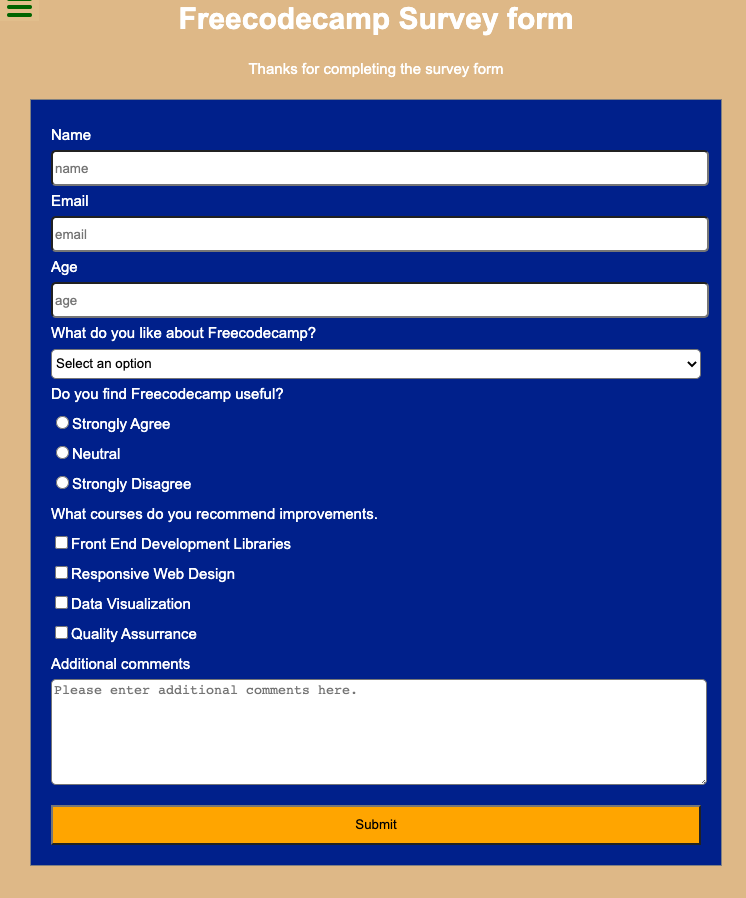 Freecodecamp Survey form
Thanks for completing the survey form
Name
name
Email
email
Age
age
What do you like about Freecodecamp?
Select an option
Do you find Freecodecamp useful?
Strongly Agree
Neutral
Strongly Disagree
What courses do you recommend improvements.
Front End Development Libraries
Responsive Web Design
Data Visualization
Quality Assurrance
Additional comments
Please enter additional comments here.
Submit